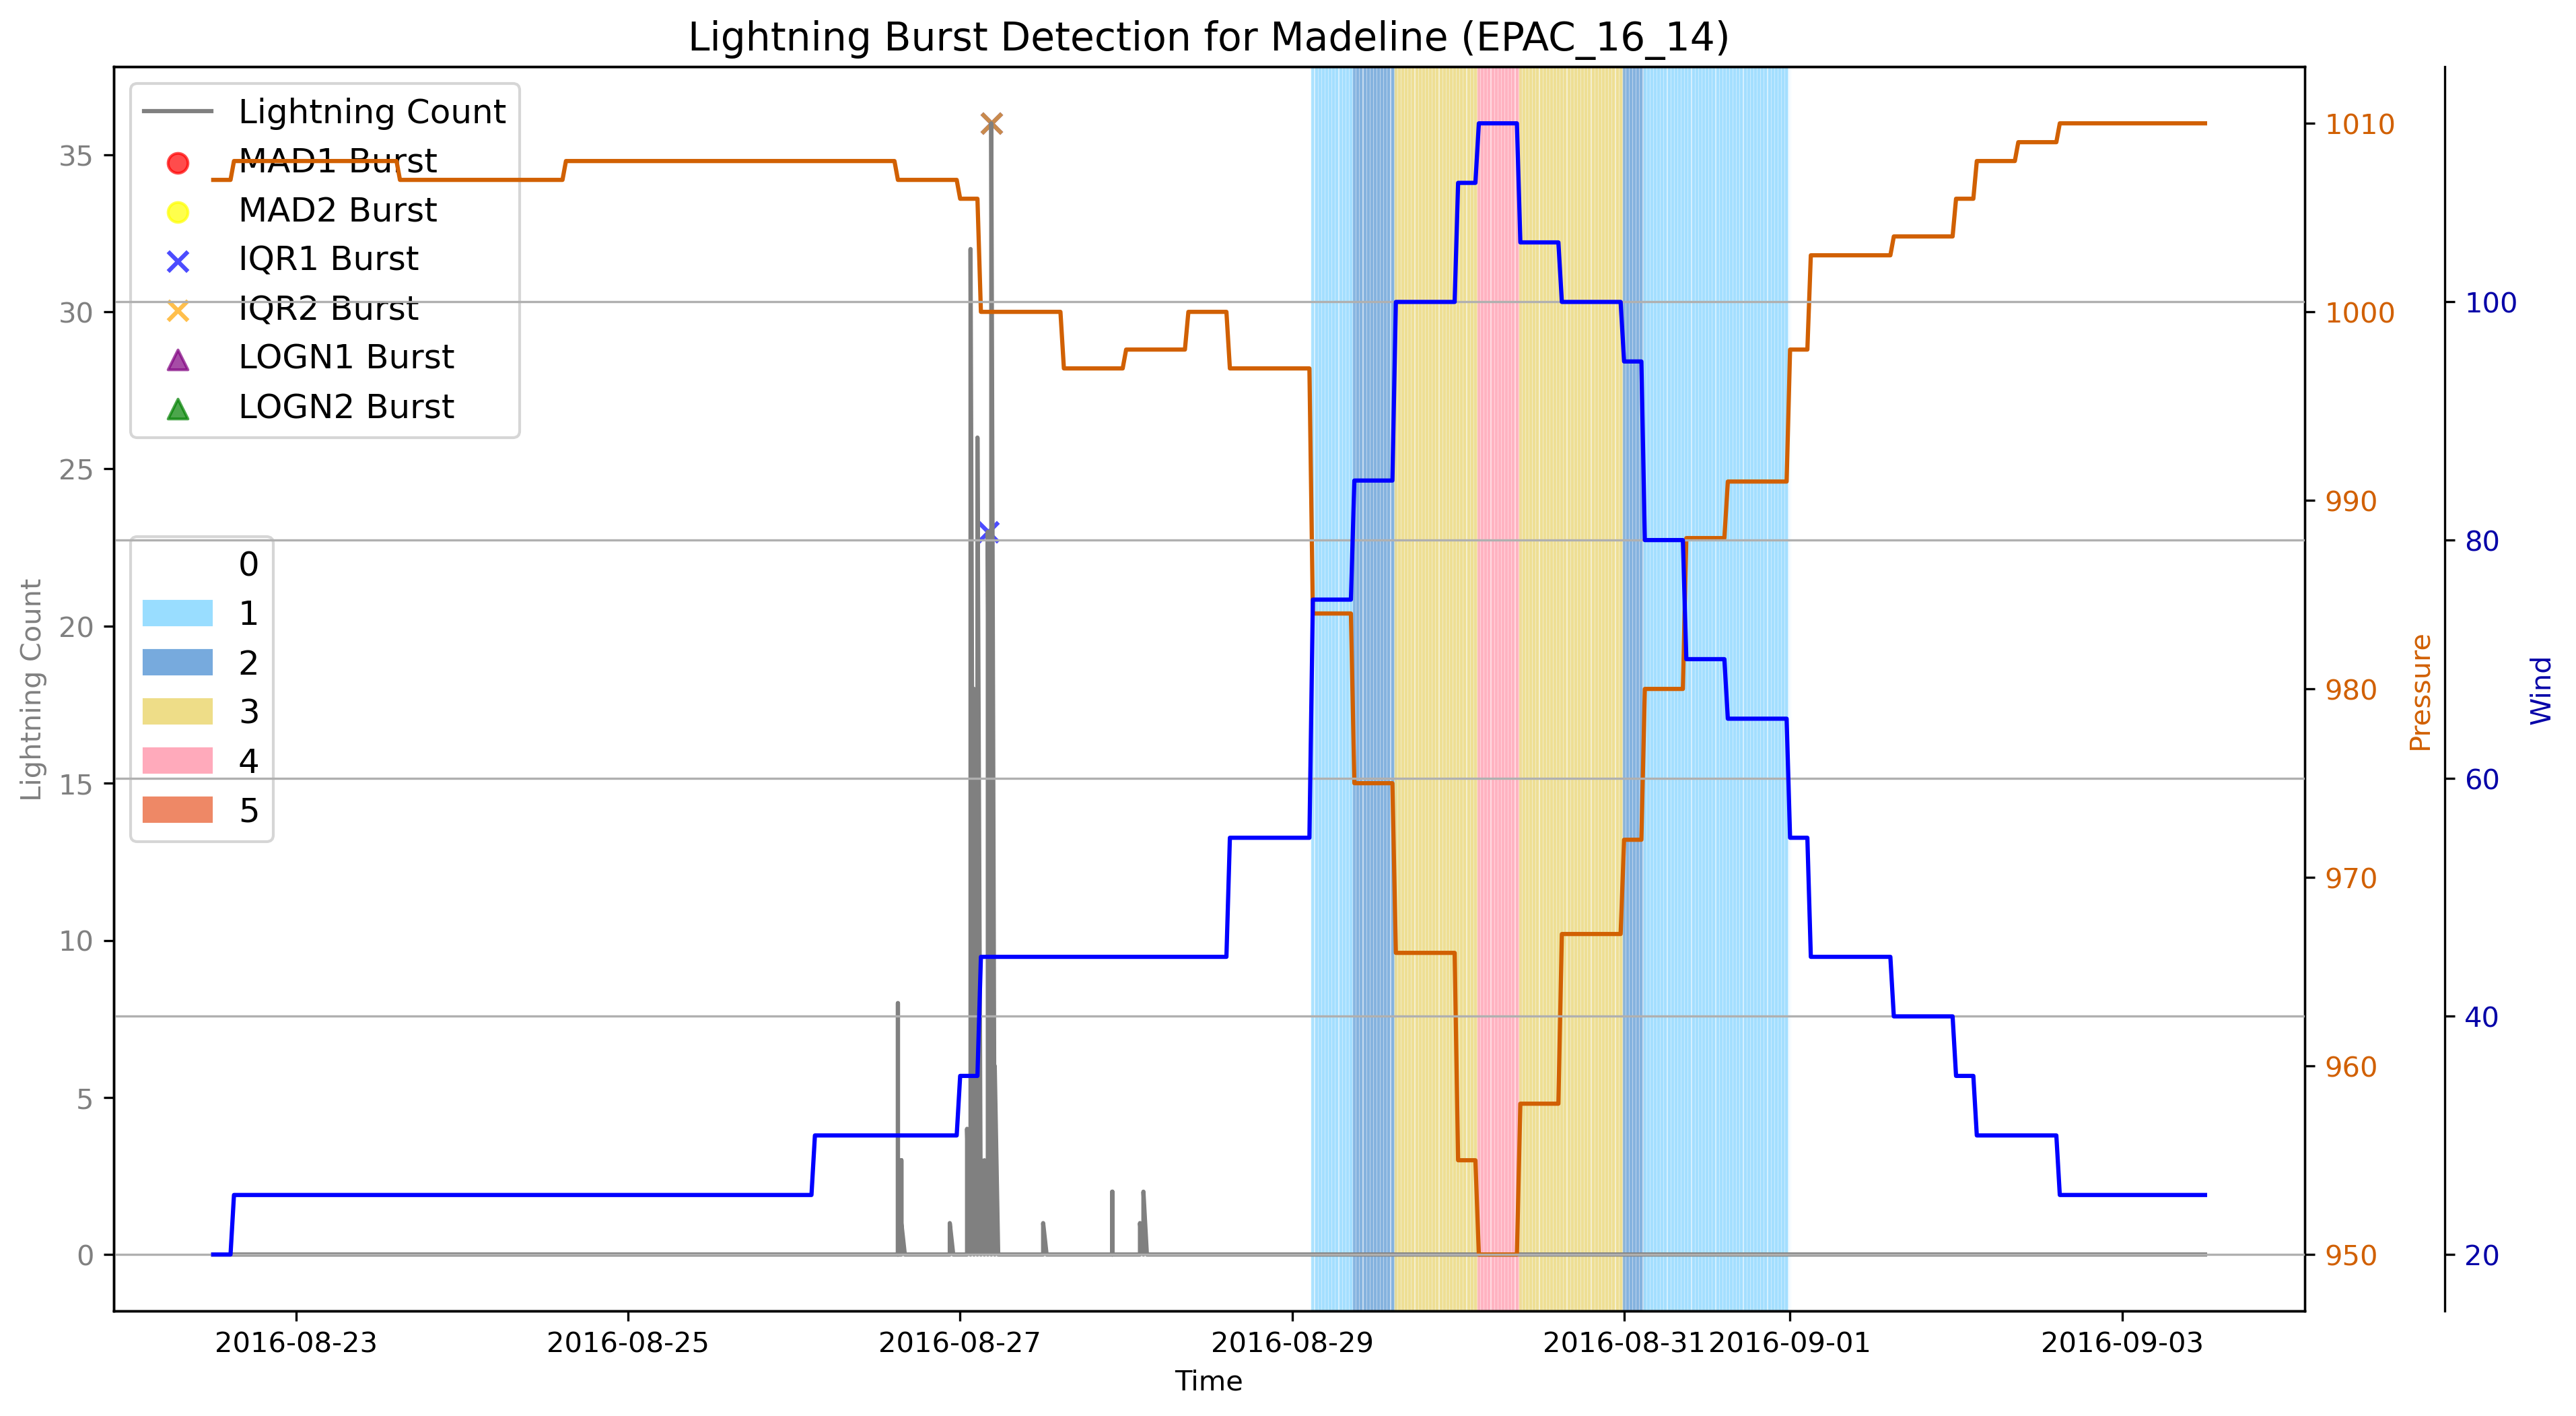 Lightning Burst Detection for Madeline (EPAC_16_14)
Lightning Count
MAD1 Burst
MAD2 Burst
IQR1 Burst
IQR2 Burst
LOGN1 Burst
LOGN2 Burst
0
1
2
3
4
5
Lightning Count
35
30
25
20
15
10
5
0
1010
1000
990
980
970
960
950
Pressure
100
80
60
40
20
Wind
2016-08-23
2016-08-25
2016-08-27
2016-08-29
2016-08-31
2016-09-01
2016-09-03
Time